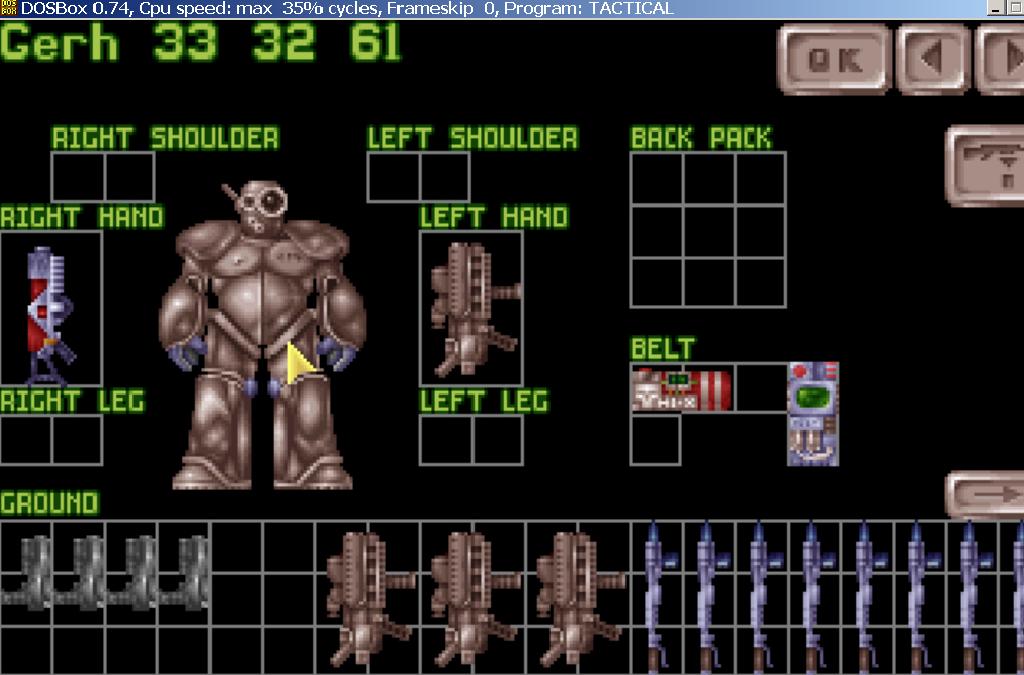 DOSBox 0.74, Cpu speed: max 35% cycles, Frameskip 0, Program: TACTICAL
Gerh 33 32 61
OK
RIGHT SHOULDER
LEFT SHOULDER
BACK PACK
RIGHT HAND
LEFT HAND
BELT
HI-X
RIGHT LEG
LEFT LEG
GROUND